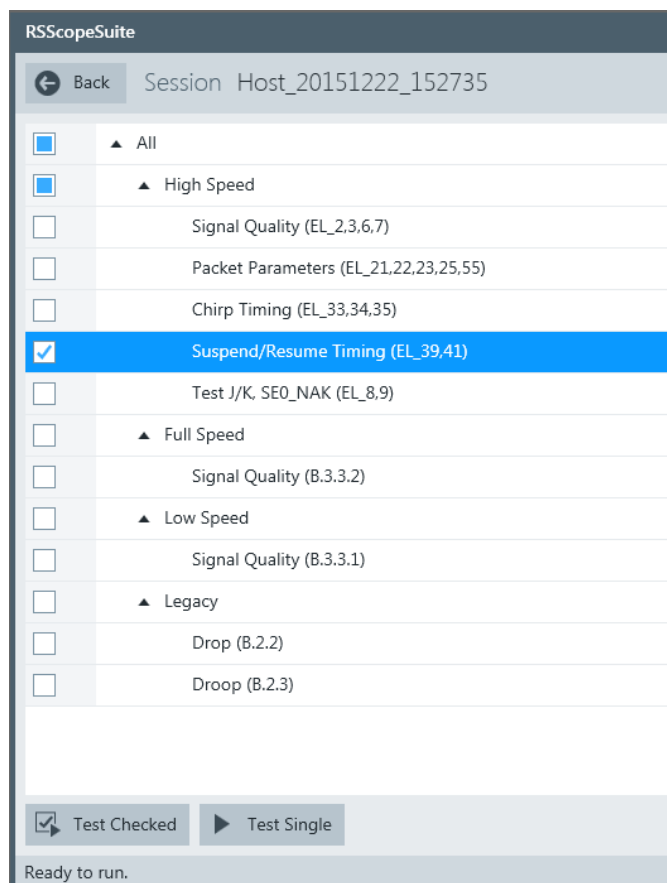 RSScopeSuite
Back Session Host_20151222_152735
All
High Speed
Signal Quality (EL_2,3,6,7)
Packet Parameters (EL_21,22,23,25,55)
Chirp Timing (EL_33,34,35)
Suspend/Resume Timing (EL_39,41)
Test J/K, SE0_NAK (EL_8,9)
Full Speed
Signal Quality (B.3.3.2)
Low Speed
Signal Quality (B.3.3.1)
Legacy
Drop (B.2.2)
Droop (B.2.3)
Test Checked Test Single
Ready to run.